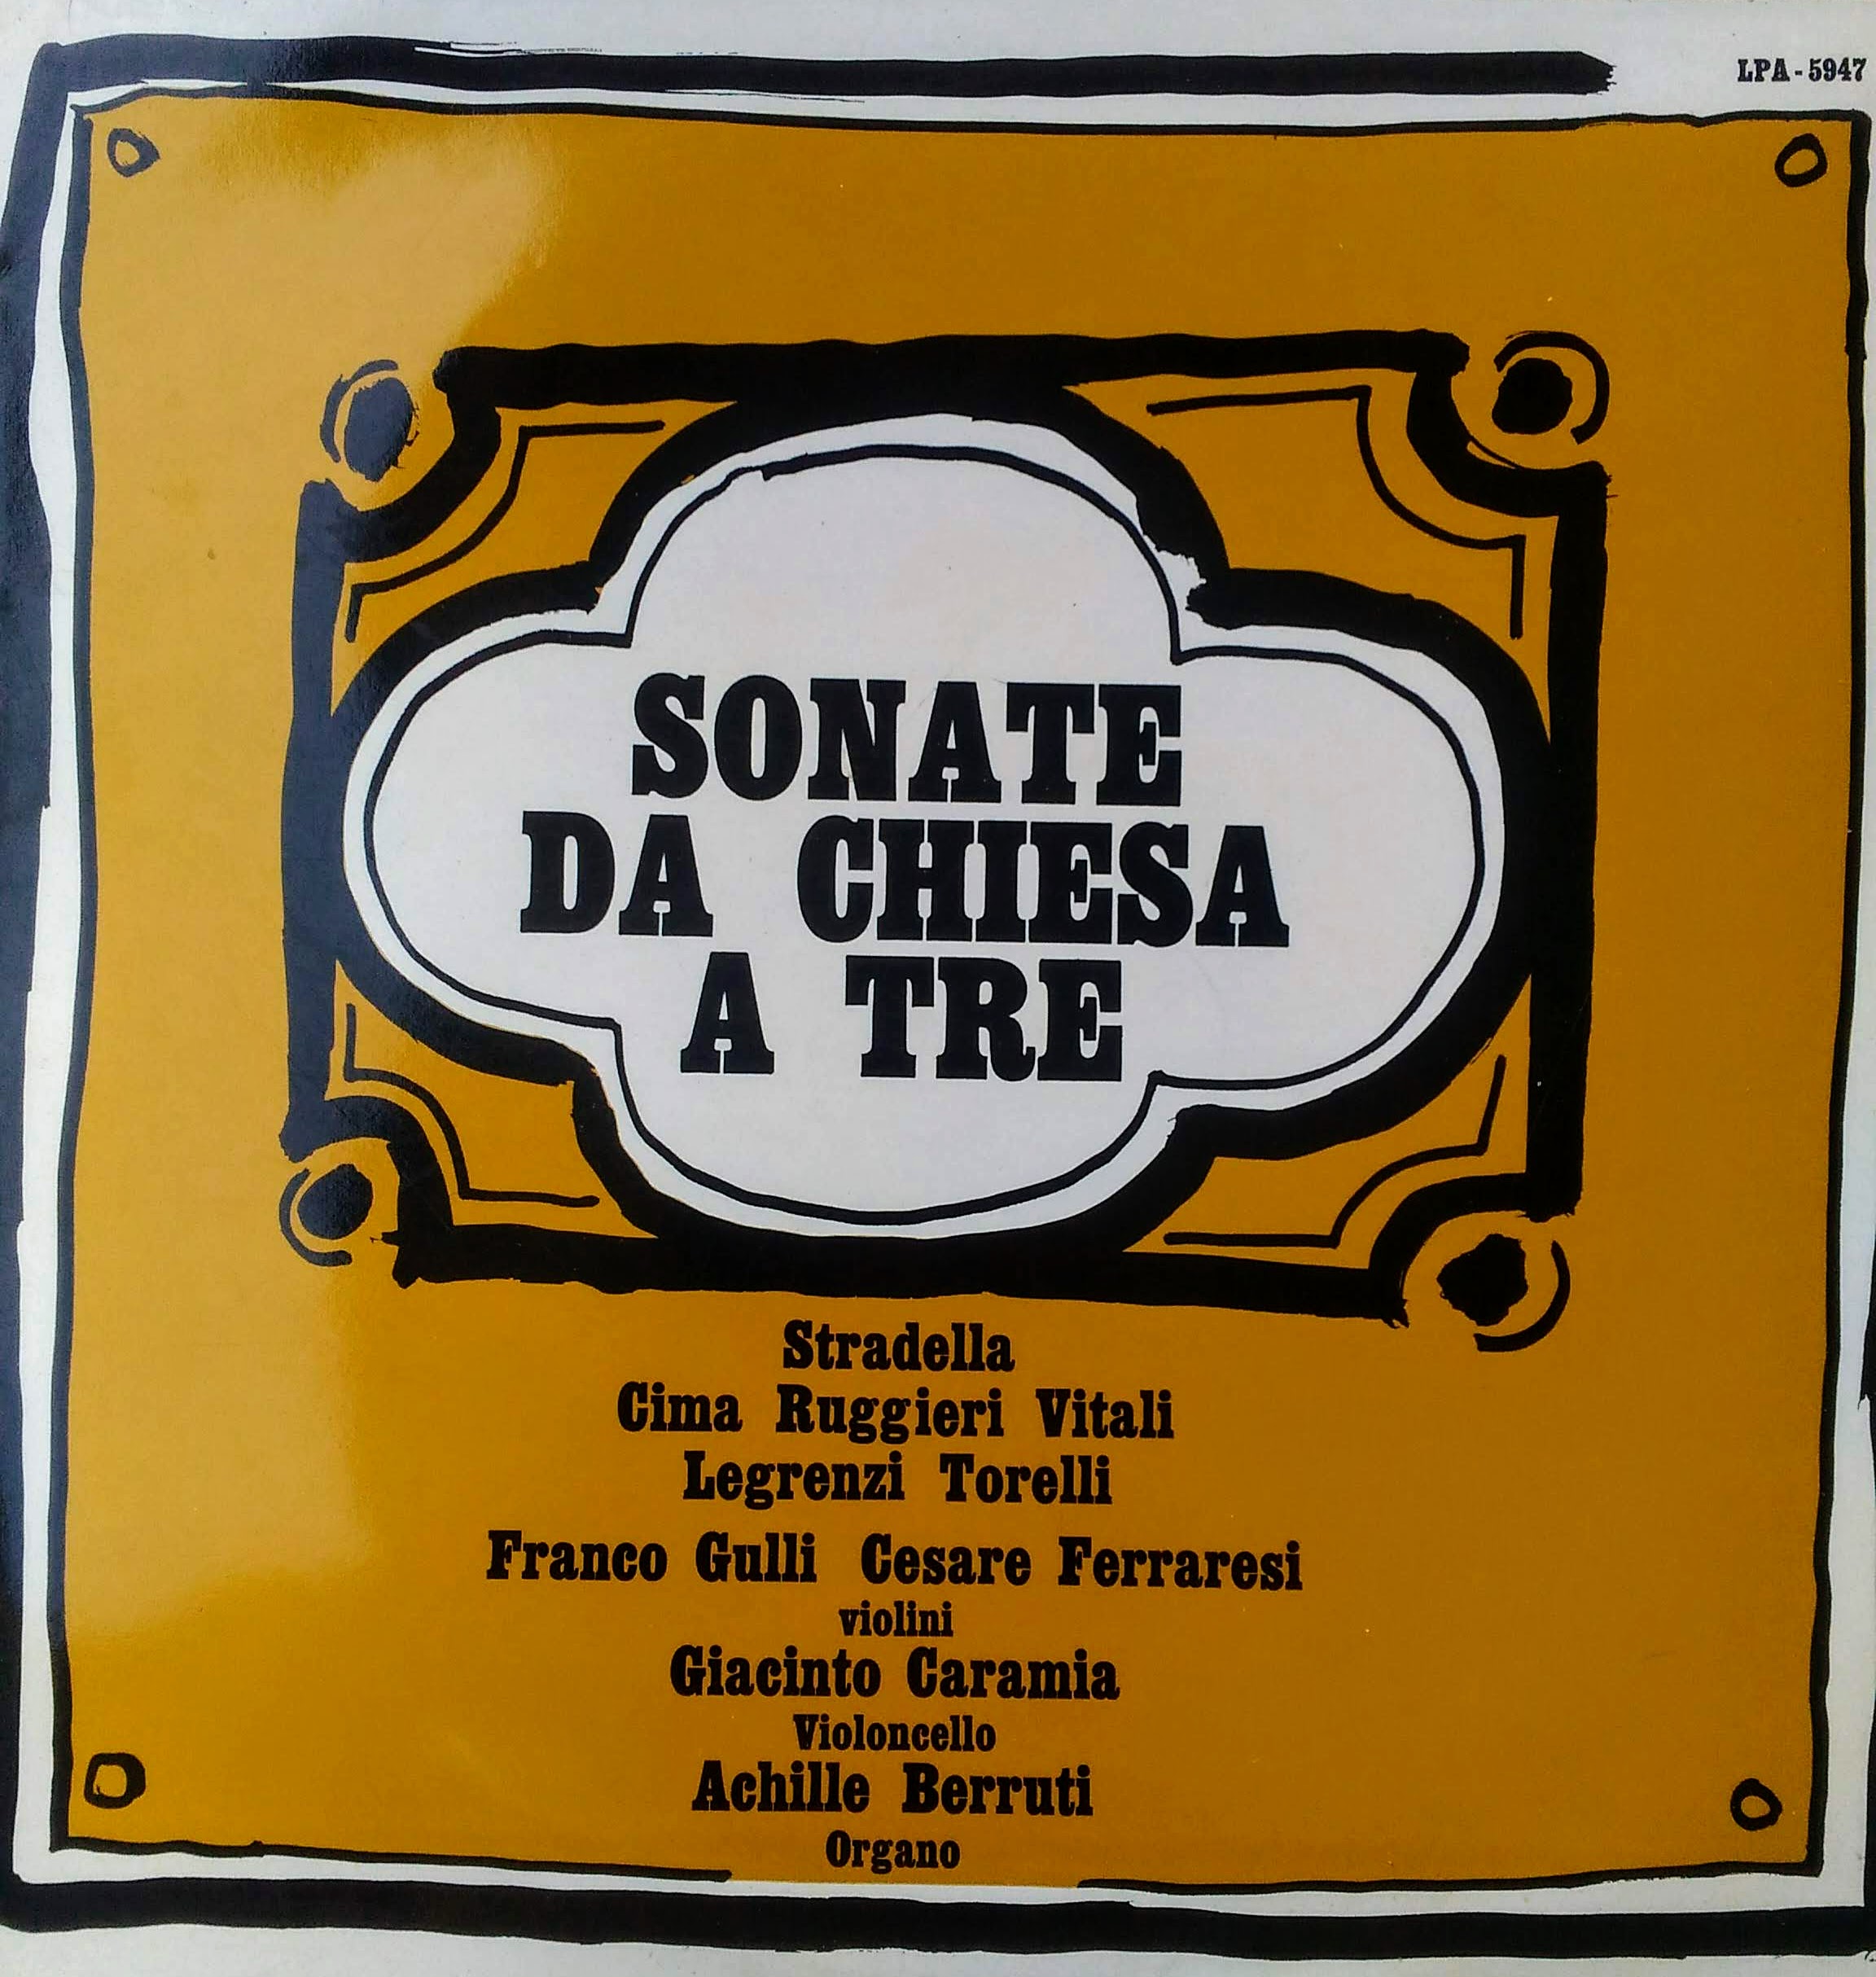 LPA-5947
SONATE
DA CHIESA
A TRE
Stradella
Cima Ruggieri Vitali
Legrenzi Torelli
Franco Gulli Cesare Ferraresi
violini
Giacinto Caramia
Violoncello
Achille Berruti
Organo